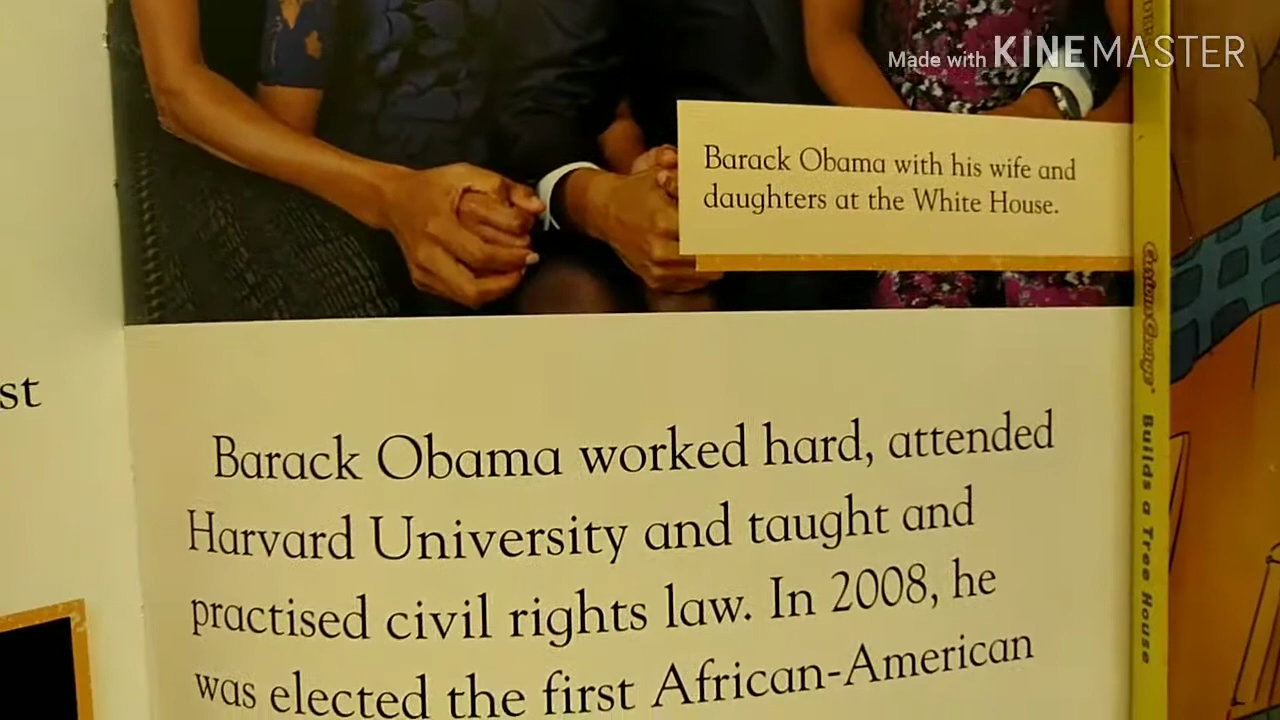 Made with KINEMASTER
Barack Obama with his wife and
daughters at the White House.
st
Barack Obama worked hard, attended
Harvard University and taught and
practised civil rights law. In 2008, he
was elected the first African-American
Curious George Builds a Tree House